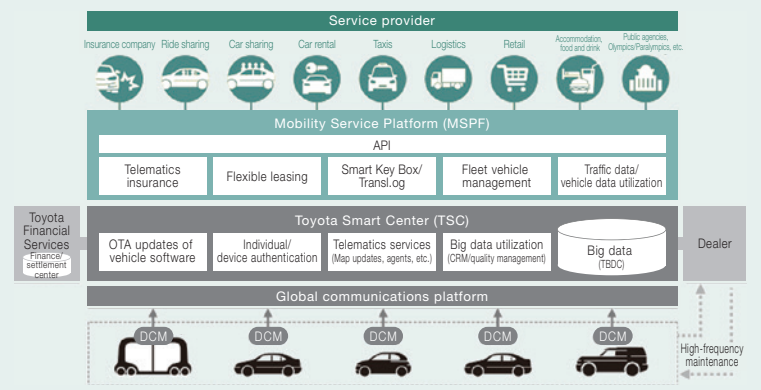 Service provider
Insurance company
Ride sharing
Car sharing
Car rental
Taxis
Logistics
Retail
Accommodation,
food and drink
Public agencies,
Olympics/Paralympics, etc.
Mobility Service Platform (MSPF)
API
Telematics
insurance
Flexible leasing
Smart Key Box/
TransLog
Fleet vehicle
management
Traffic data/
vehicle data utilization
Toyota
Financial
Services
Finance/
settlement
center
Toyota Smart Center (TSC)
OTA updates of
vehicle software
Individual/
device authentication
Telematics services
(Map updates, agents, etc.)
Big data utilization
(CRM/quality management)
Big data
(TBDC)
Dealer
Global communications platform
DCM
DCM
DCM
DCM
DCM
High-frequency
maintenance